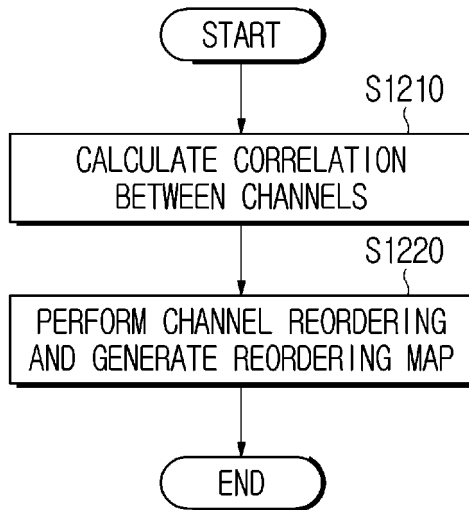 START
S1210
CALCULATE CORRELATION
BETWEEN CHANNELS
S1220
PERFORM CHANNEL REORDERING
AND GENERATE REORDERING MAP
END